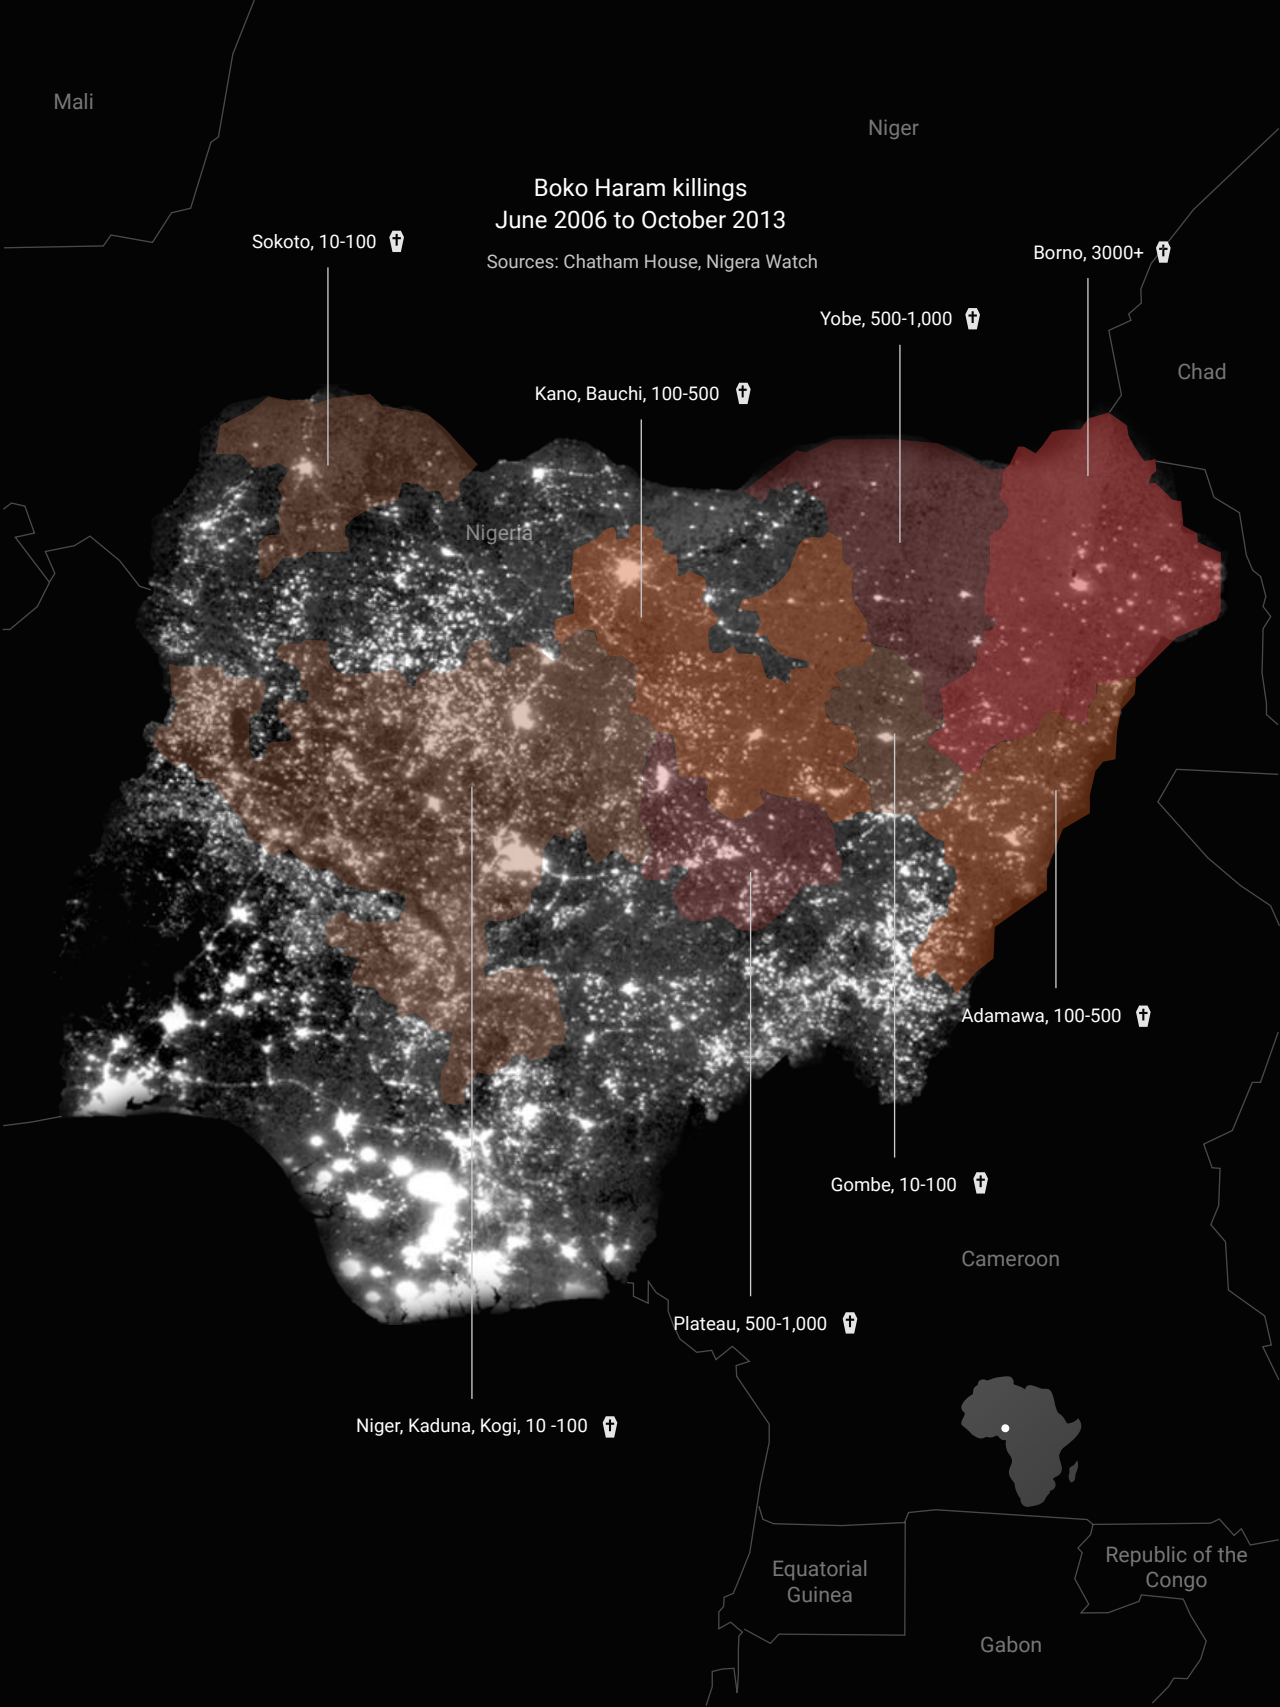 Mali
Niger
Boko Haram killings
June 2006 to October 2013
Sources: Chatham House, Nigera Watch
Sokoto, 10-100
Borno, 3000+
Yobe, 500-1,000
Chad
Kano, Bauchi, 100-500
Nigeria
Adamawa, 100-500
Gombe, 10-100
Cameroon
Plateau, 500-1,000
Niger, Kaduna, Kogi, 10 -100
Equatorial
Guinea
Republic of the
Congo
Gabon